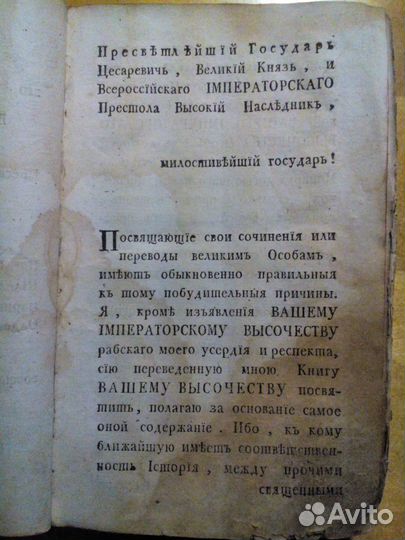 Пресвѣтлѣйшій Государь
Цесаревичь, Великій Князь, и
Всероссійскаго ІМПЕРАТОРСКАГО
Престола Высокій Наслѣдникъ,
милостивѣйшій государь!
Посвящающіе свои сочиненія или
переводы великимъ Особамъ,
имѣютъ обыкновенно правильныя
къ тому побудительныя причины.
Я, кромѣ изъявленія ВАШЕМУ
ІМПЕРАТОРСКОМУ ВЫСОЧЕСТВУ
рабскаго моего усердія и респекта,
сію переведенную мною Книгу
ВАШЕМУ ВЫСОЧЕСТВУ посвя-
тить, полагаю за основаніе самое
оной содержаніе. Ибо, къ кому
ближайшую имѣетъ соотвѣтствен-
ность Історія, между прочими
священными
Avito